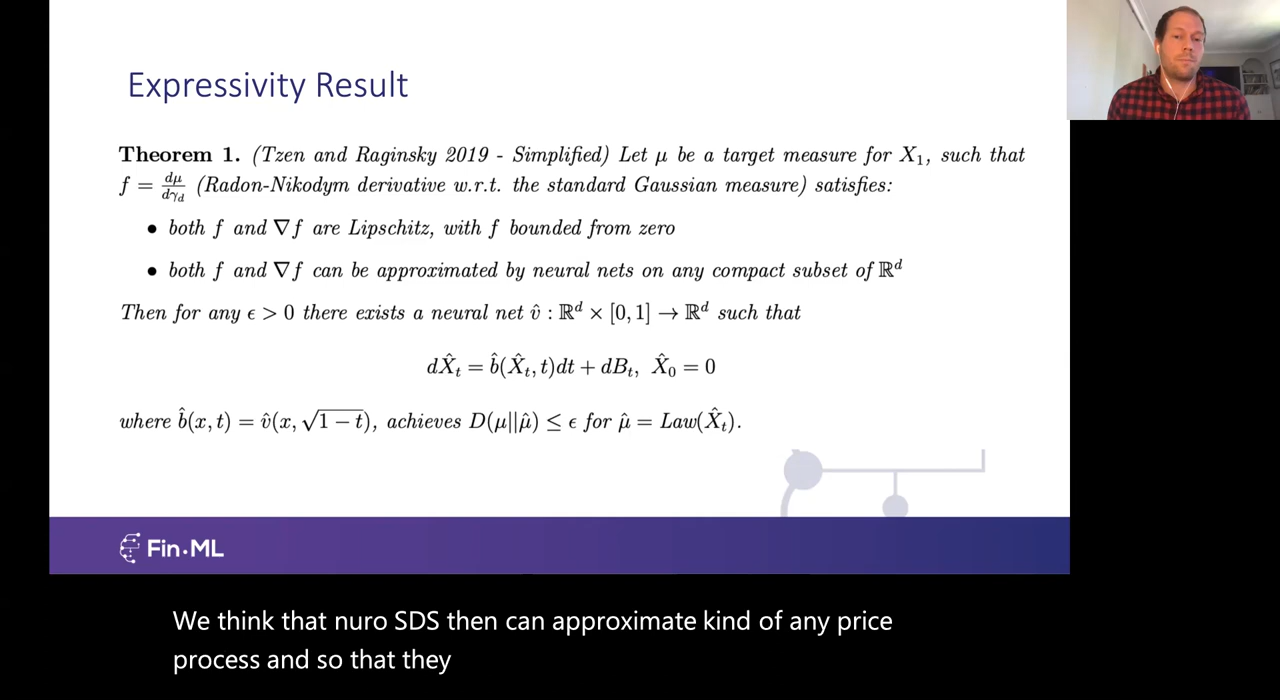 Expressivity Result
Theorem 1. (Tzen and Raginsky 2019 - Simplified) Let μ be a target measure for X₁, such that
f = dμ/dγ_d (Radon-Nikodym derivative w.r.t. the standard Gaussian measure) satisfies:
• both f and ∇f are Lipschitz, with f bounded from zero
• both f and ∇f can be approximated by neural nets on any compact subset of ℝᵈ
Then for any ϵ > 0 there exists a neural net v̂ : ℝᵈ × [0, 1] → ℝᵈ such that
dX̂ₜ = b̂(X̂ₜ, t)dt + dBₜ, X̂₀ = 0
where b̂(x, t) = v̂(x, √(1 − t)), achieves D(μ||μ̂) ≤ ϵ for μ̂ = Law(X̂ₜ).
Fin·ML
We think that nuro SDS then can approximate kind of any price
process and so that they